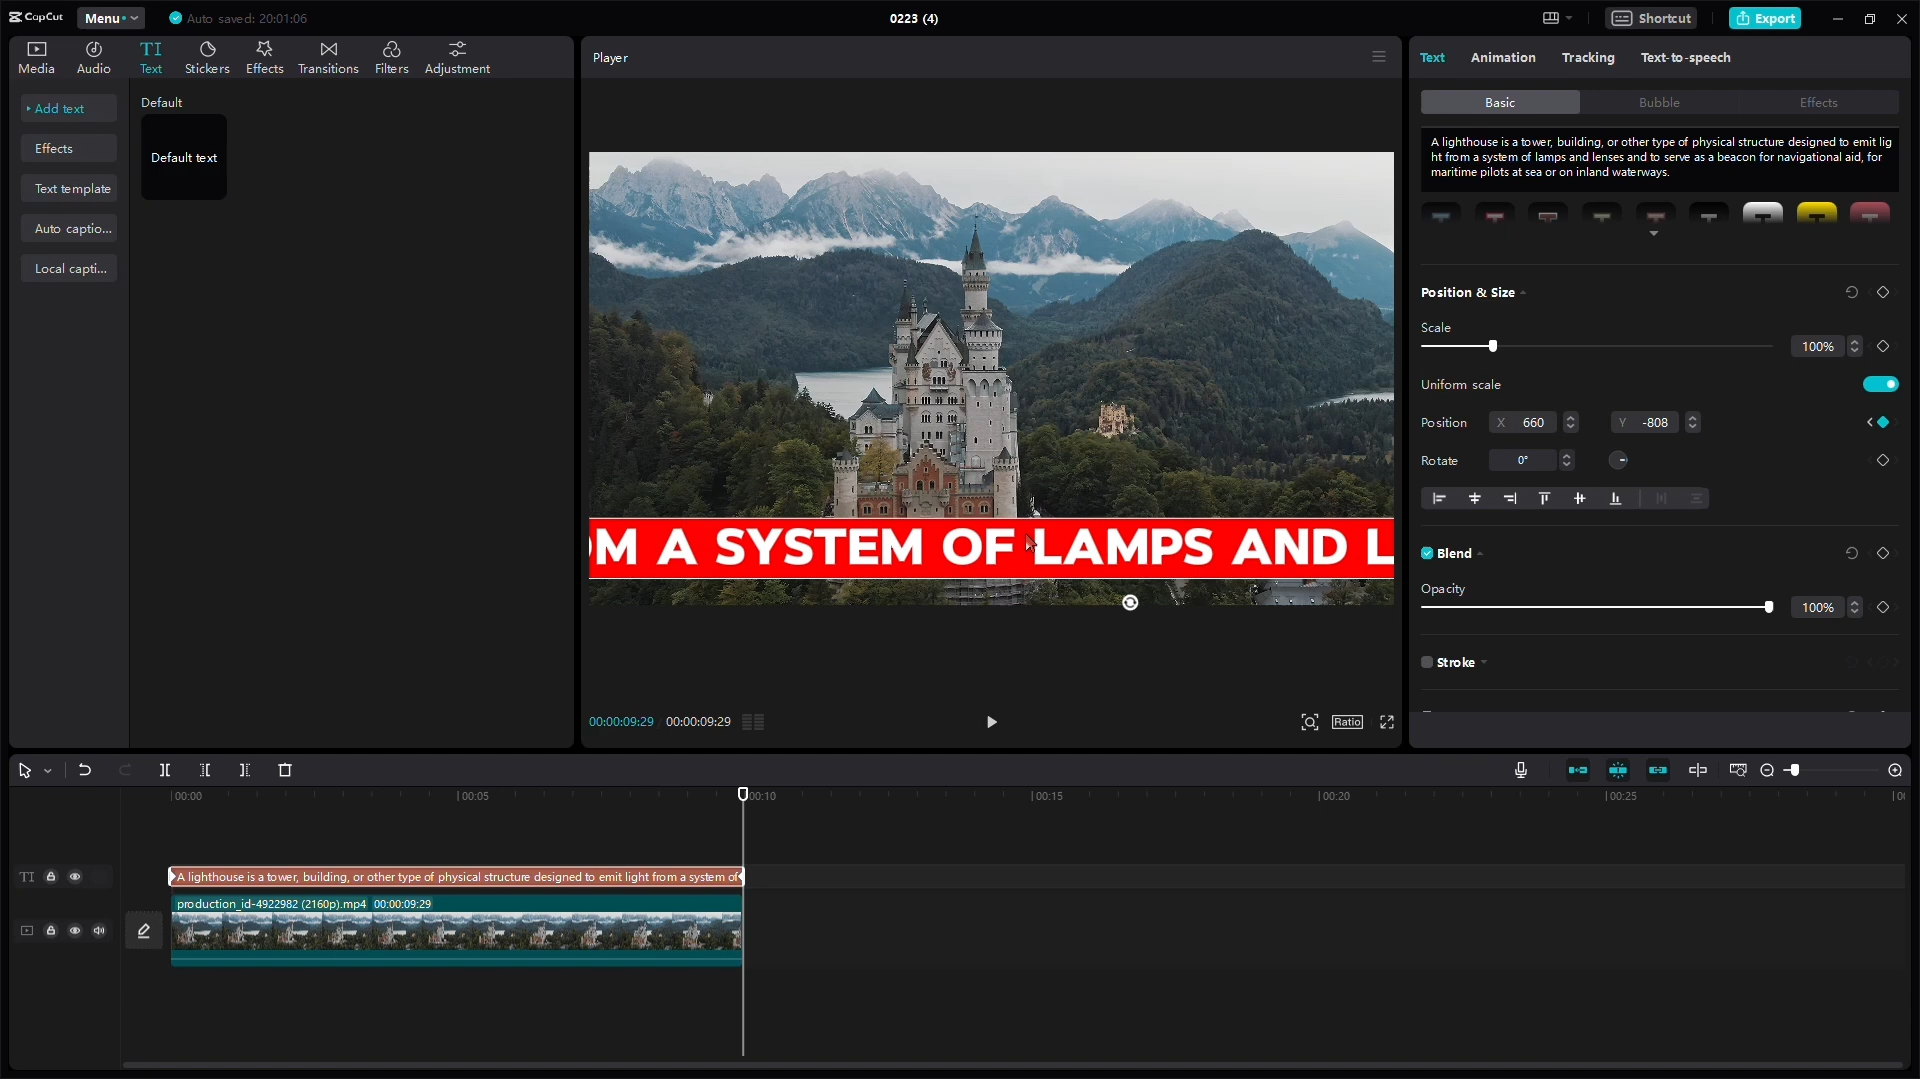 CapCut
Menu
Auto saved: 20:01:06
0223 (4)
Shortcut
Export
Media
Audio
TI
Text
Stickers
Effects
Transitions
Filters
Adjustment
Add text
Effects
Text template
Auto captio...
Local capti...
Default
Default text
Player
M A SYSTEM OF LAMPS AND L
00:00:09:29
00:00:09:29
Ratio
Text
Animation
Tracking
Text-to-speech
Basic
Bubble
Effects
A lighthouse is a tower, building, or other type of physical structure designed to emit lig
ht from a system of lamps and lenses and to serve as a beacon for navigational aid, for
maritime pilots at sea or on inland waterways.
Position & Size
Scale
100%
Uniform scale
Position X 660 Y -808
Rotate 0°
Blend
Opacity
100%
Stroke
00:00
00:05
00:10
00:15
00:20
00:25
TI
A lighthouse is a tower, building, or other type of physical structure designed to emit light from a system of
production_id-4922982 (2160p).mp4 00:00:09:29